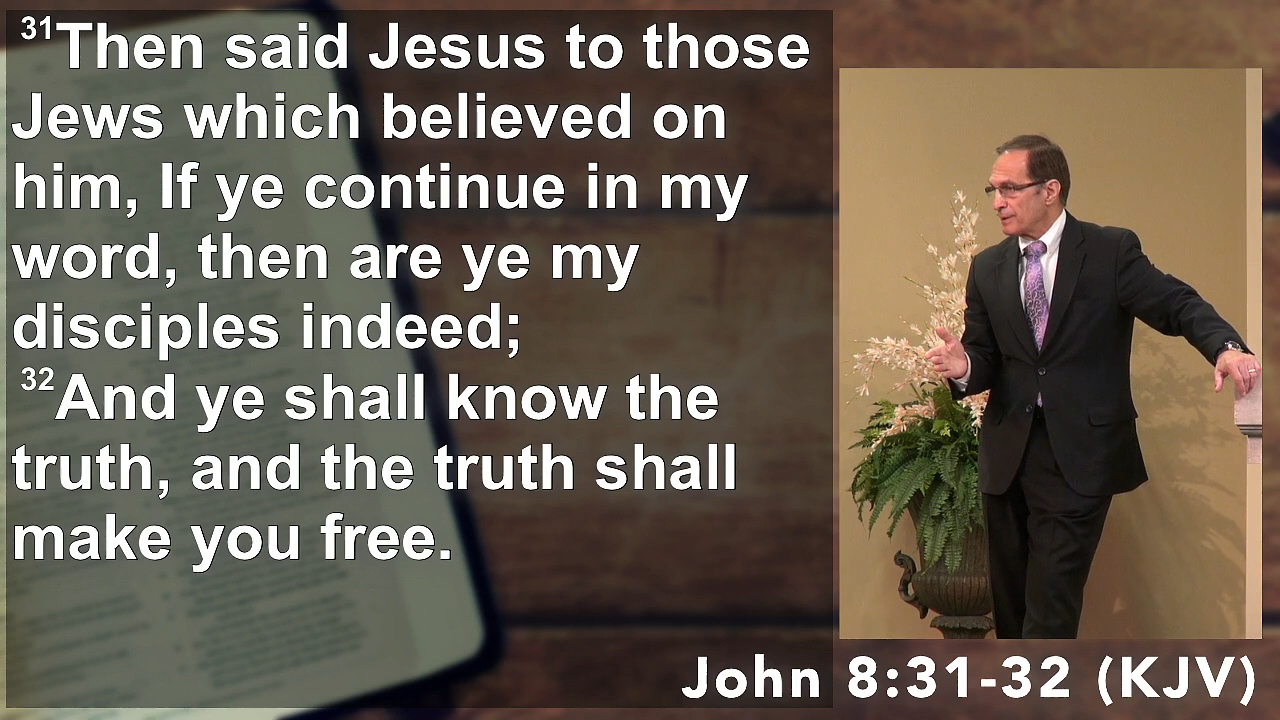 31Then said Jesus to those
Jews which believed on
him, If ye continue in my
word, then are ye my
disciples indeed;
32And ye shall know the
truth, and the truth shall
make you free.
John 8:31-32 (KJV)